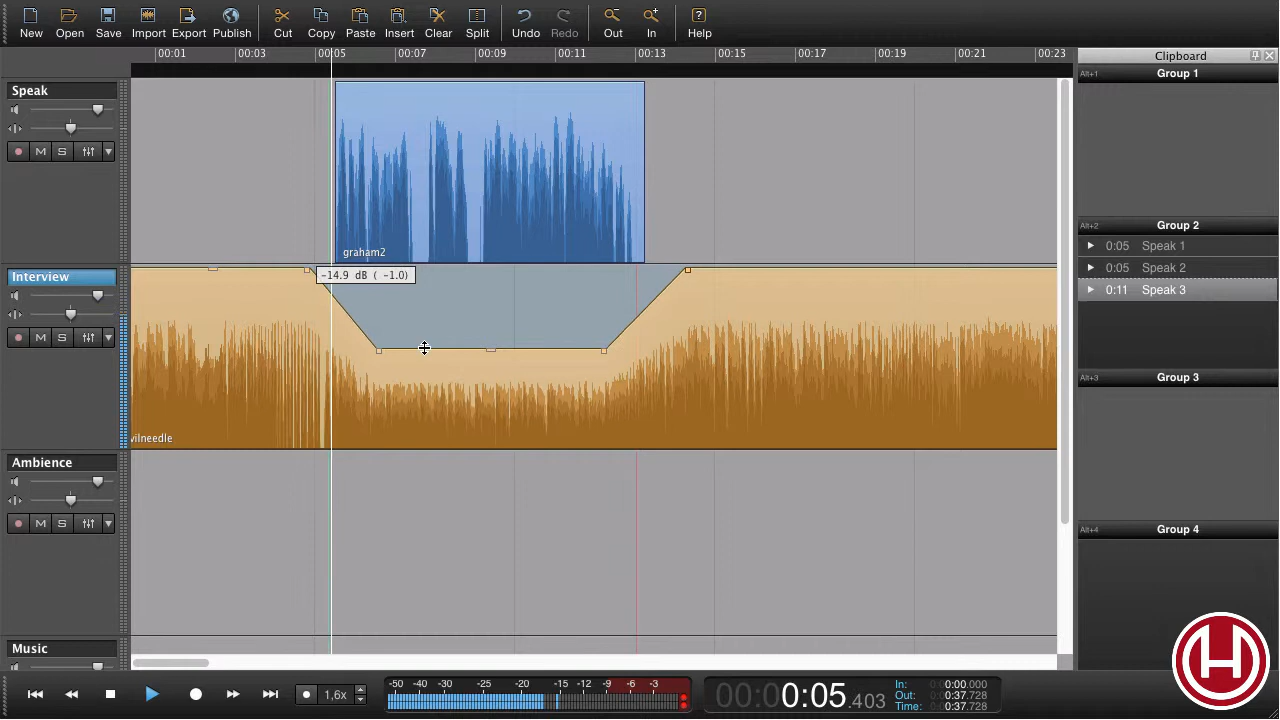 New Open Save Import Export Publish Cut Copy Paste Insert Clear Split Undo Redo Out In Help
00:01 00:03 00:05 00:07 00:09 00:11 00:13 00:15 00:17 00:19 00:21 00:23
Clipboard
Alt+1 Group 1
Speak
M S
graham2
Alt+2 Group 2
0:05 Speak 1
0:05 Speak 2
0:11 Speak 3
Interview
-14.9 dB ( -1.0)
M S
vilneedle
Alt+3 Group 3
Ambience
M S
Alt+4 Group 4
Music
1,6x
-50 -40 -30 -25 -20 -15 -12 -9 -6 -3
00:00:05.403
In: 0:00:00.000
Out: 0:00:37.728
Time: 0:00:37.728
H